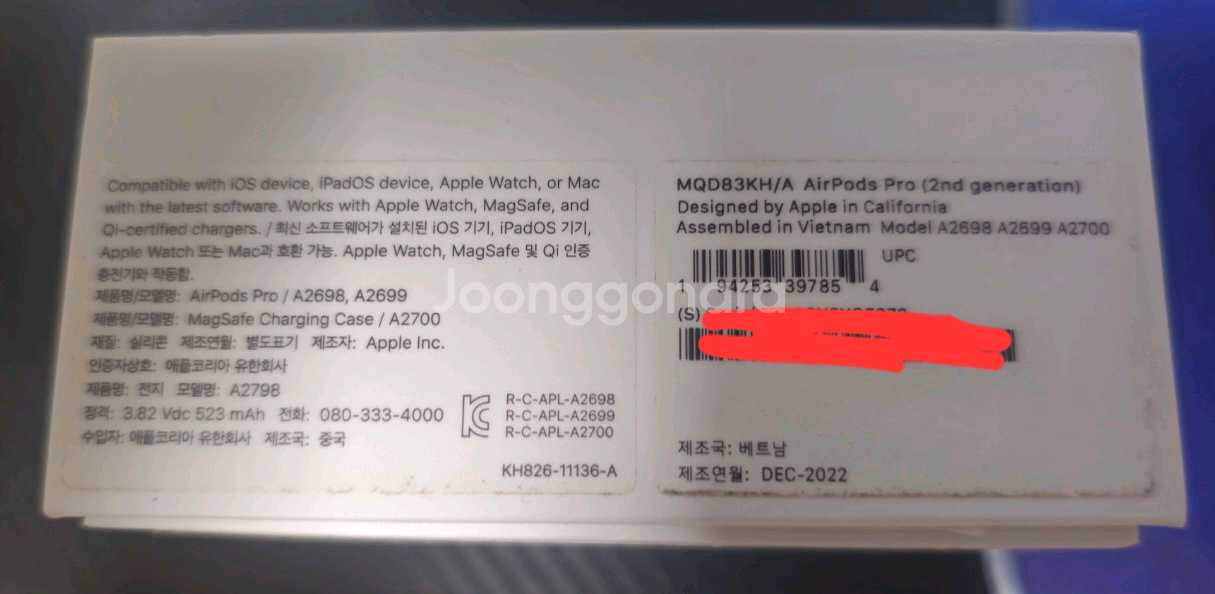 Compatible with iOS device, iPadOS device, Apple Watch, or Mac
with the latest software. Works with Apple Watch, MagSafe, and
Qi-certified chargers. / 최신 소프트웨어가 설치된 iOS 기기, iPadOS 기기,
Apple Watch 또는 Mac과 호환 가능. Apple Watch, MagSafe 및 Qi 인증
충전기와 작동함.
제품명/모델명: AirPods Pro / A2698, A2699
제품명/모델명: MagSafe Charging Case / A2700
재질: 실리콘 제조연월: 별도표기 제조자: Apple Inc.
인증자상호: 애플코리아 유한회사
제품명: 전지 모델명: A2798
정격: 3.82 Vdc 523 mAh 전화: 080-333-4000
수입자: 애플코리아 유한회사 제조국: 중국
R-C-APL-A2698
R-C-APL-A2699
R-C-APL-A2700
KH826-11136-A
MQD83KH/A AirPods Pro (2nd generation)
Designed by Apple in California
Assembled in Vietnam Model A2698 A2699 A2700
UPC
1 94253 39785 4
(S)
제조국: 베트남
제조연월: DEC-2022
Joonggonara